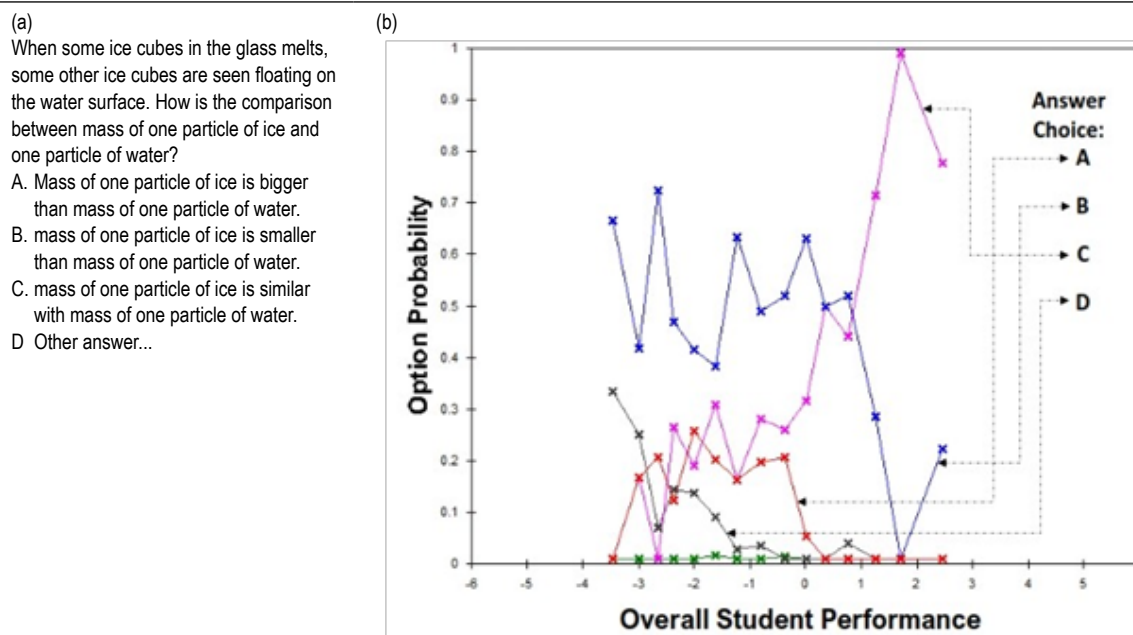 (a)
When some ice cubes in the glass melts,
some other ice cubes are seen floating on
the water surface. How is the comparison
between mass of one particle of ice and
one particle of water?
A. Mass of one particle of ice is bigger
than mass of one particle of water.
B. mass of one particle of ice is smaller
than mass of one particle of water.
C. mass of one particle of ice is similar
with mass of one particle of water.
D Other answer...
(b)
Option Probability
1
0.9
0.8
0.7
0.6
0.5
0.4
0.3
0.2
0.1
0
-6 -5 -4 -3 -2 -1 0 1 2 3 4 5
Overall Student Performance
Answer
Choice:
A
B
C
D